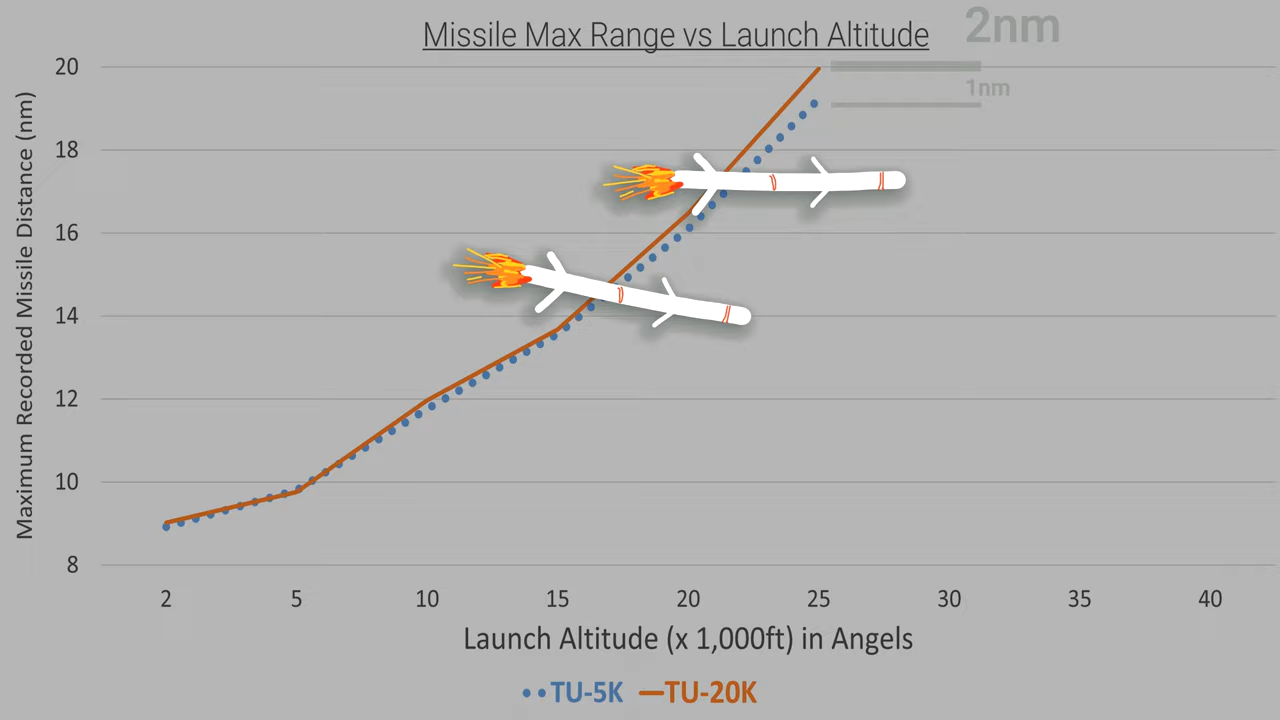 Missile Max Range vs Launch Altitude
2nm
1nm
Maximum Recorded Missile Distance (nm)
20
18
16
14
12
10
8
2 5 10 15 20 25 30 35 40
Launch Altitude (x 1,000ft) in Angels
TU-5K TU-20K